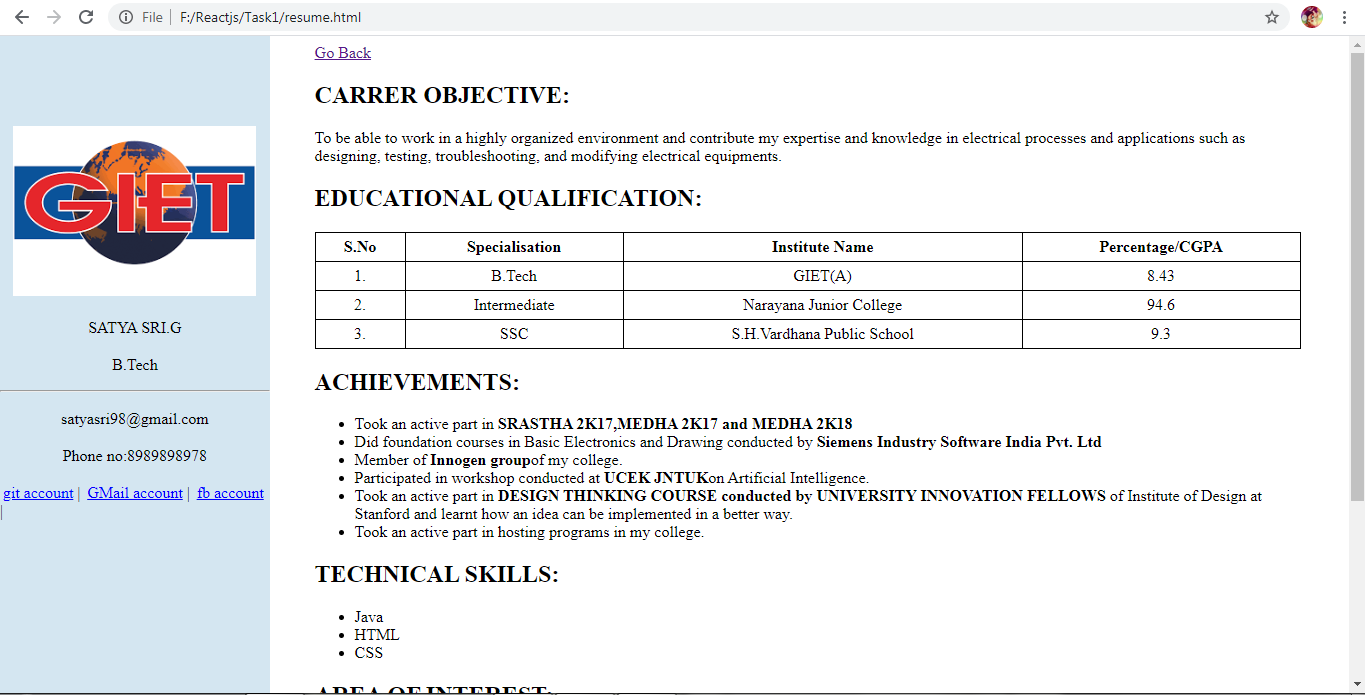 File | F:/Reactjs/Task1/resume.html
GIET
SATYA SRI.G
B.Tech
satyasri98@gmail.com
Phone no:8989898978
git account | GMail account | fb account
|
Go Back
CARRER OBJECTIVE:
To be able to work in a highly organized environment and contribute my expertise and knowledge in electrical processes and applications such as
designing, testing, troubleshooting, and modifying electrical equipments.
EDUCATIONAL QUALIFICATION:
S.No Specialisation Institute Name Percentage/CGPA
1. B.Tech GIET(A) 8.43
2. Intermediate Narayana Junior College 94.6
3. SSC S.H.Vardhana Public School 9.3
ACHIEVEMENTS:
• Took an active part in SRASTHA 2K17,MEDHA 2K17 and MEDHA 2K18
• Did foundation courses in Basic Electronics and Drawing conducted by Siemens Industry Software India Pvt. Ltd
• Member of Innogen groupof my college.
• Participated in workshop conducted at UCEK JNTUKon Artificial Intelligence.
• Took an active part in DESIGN THINKING COURSE conducted by UNIVERSITY INNOVATION FELLOWS of Institute of Design at
Stanford and learnt how an idea can be implemented in a better way.
• Took an active part in hosting programs in my college.
TECHNICAL SKILLS:
• Java
• HTML
• CSS
AREA OF INTEREST: